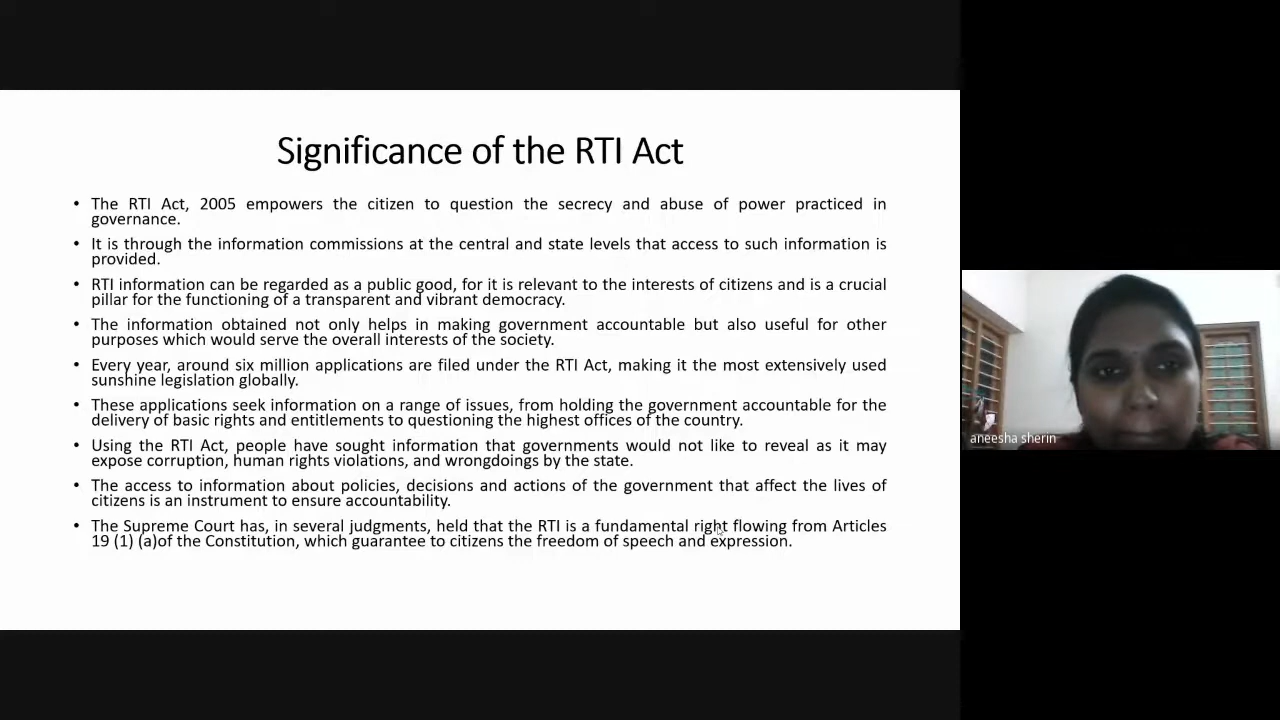 Significance of the RTI Act
• The RTI Act, 2005 empowers the citizen to question the secrecy and abuse of power practiced in
governance.
• It is through the information commissions at the central and state levels that access to such information is
provided.
• RTI information can be regarded as a public good, for it is relevant to the interests of citizens and is a crucial
pillar for the functioning of a transparent and vibrant democracy.
• The information obtained not only helps in making government accountable but also useful for other
purposes which would serve the overall interests of the society.
• Every year, around six million applications are filed under the RTI Act, making it the most extensively used
sunshine legislation globally.
• These applications seek information on a range of issues, from holding the government accountable for the
delivery of basic rights and entitlements to questioning the highest offices of the country.
• Using the RTI Act, people have sought information that governments would not like to reveal as it may
expose corruption, human rights violations, and wrongdoings by the state.
• The access to information about policies, decisions and actions of the government that affect the lives of
citizens is an instrument to ensure accountability.
• The Supreme Court has, in several judgments, held that the RTI is a fundamental right flowing from Articles
19 (1) (a)of the Constitution, which guarantee to citizens the freedom of speech and expression.
aneesha sherin